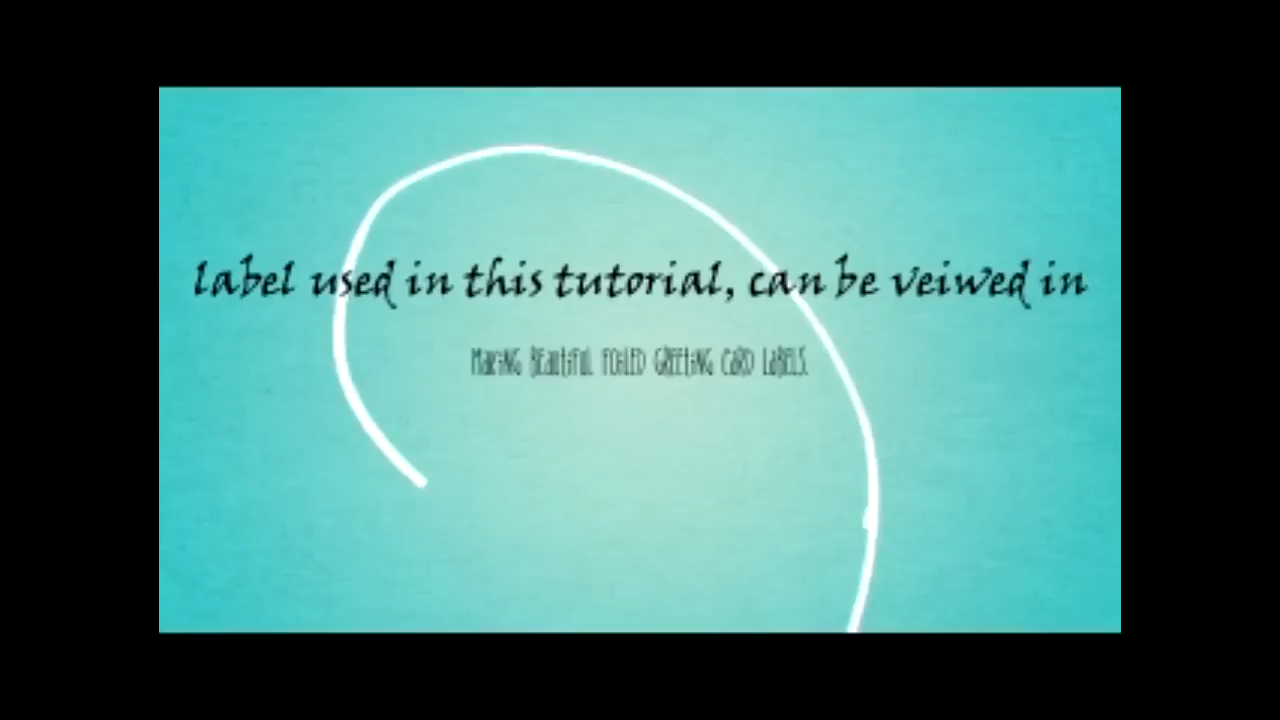 label used in this tutorial, can be veiwed in
Making Beautiful Foiled Greeting Card Labels.